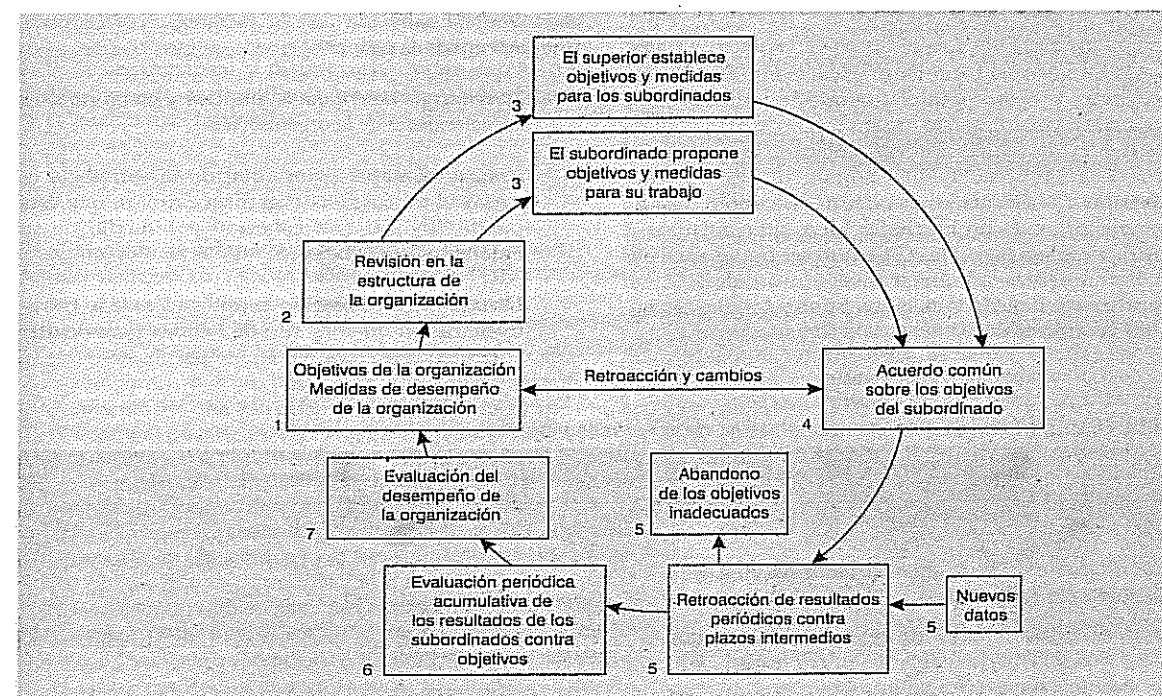 El superior establece
objetivos y medidas
para los subordinados
3
El subordinado propone
objetivos y medidas
para su trabajo
3
Revisión en la
estructura de
la organización
2
Objetivos de la organización
Medidas de desempeño
de la organización
1
Retroacción y cambios
Acuerdo común
sobre los objetivos
del subordinado
4
Evaluación del
desempeño de
la organización
7
Abandono
de los objetivos
inadecuados
5
Evaluación periódica
acumulativa de
los resultados de los
subordinados contra
objetivos
6
Retroacción de resultados
periódicos contra
plazos intermedios
5
Nuevos
datos
5